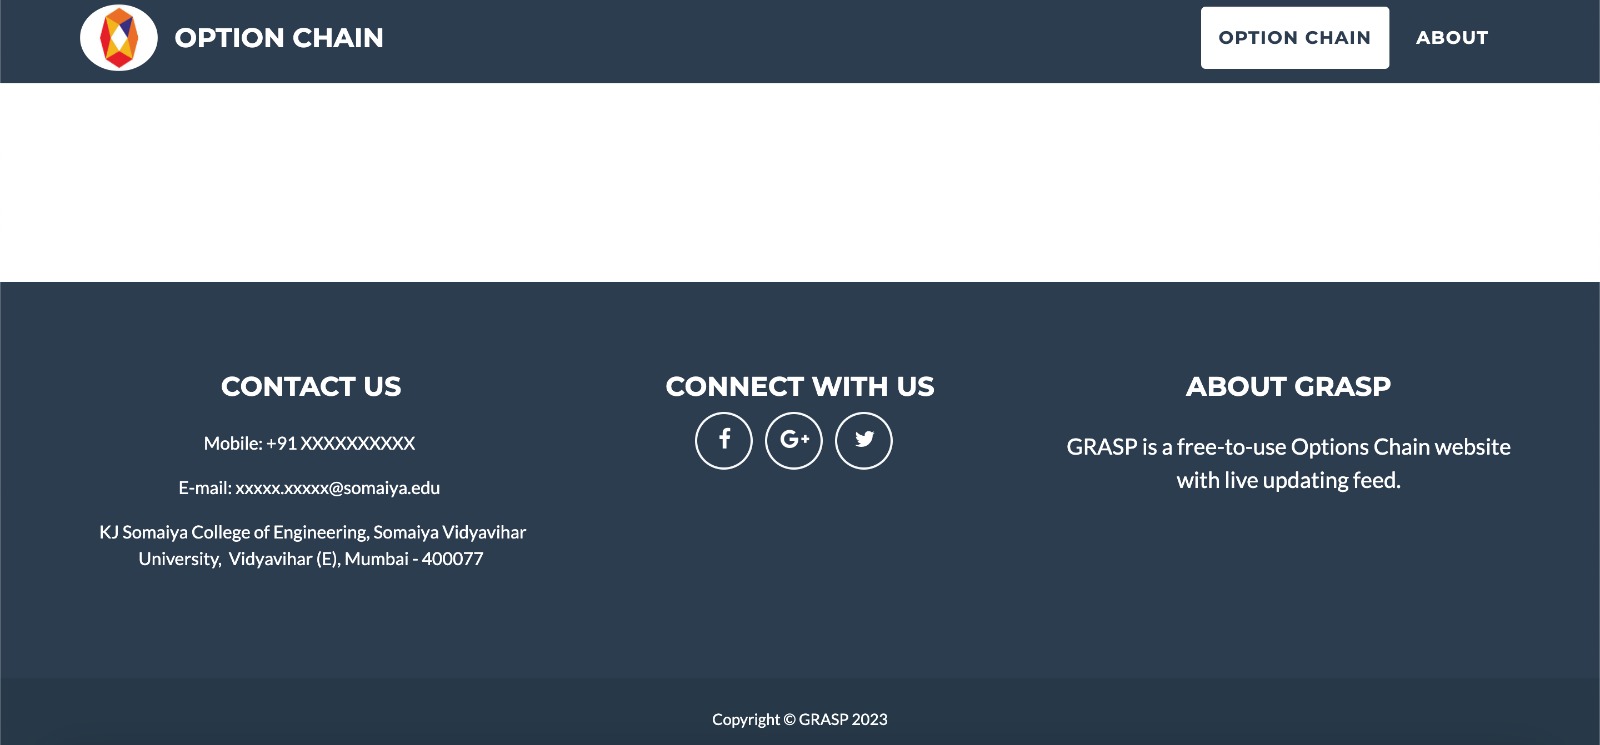 OPTION CHAIN
OPTION CHAIN
ABOUT
CONTACT US
Mobile: +91 XXXXXXXXXX
E-mail: xxxxx.xxxxx@somaiya.edu
KJ Somaiya College of Engineering, Somaiya Vidyavihar
University, Vidyavihar (E), Mumbai - 400077
CONNECT WITH US
f
G+
ABOUT GRASP
GRASP is a free-to-use Options Chain website
with live updating feed.
Copyright © GRASP 2023